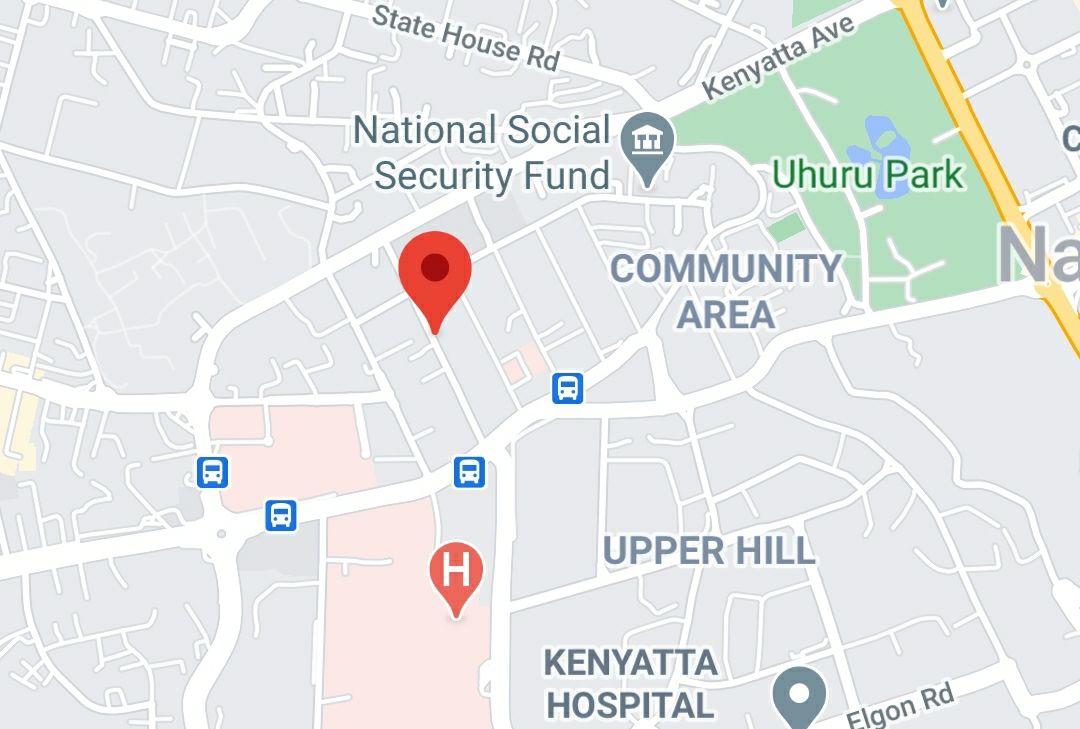 State House Rd
Kenyatta Ave
National Social
Security Fund
Uhuru Park
COMMUNITY
AREA
Na
C
H
UPPER HILL
KENYATTA
HOSPITAL
Elgon Rd